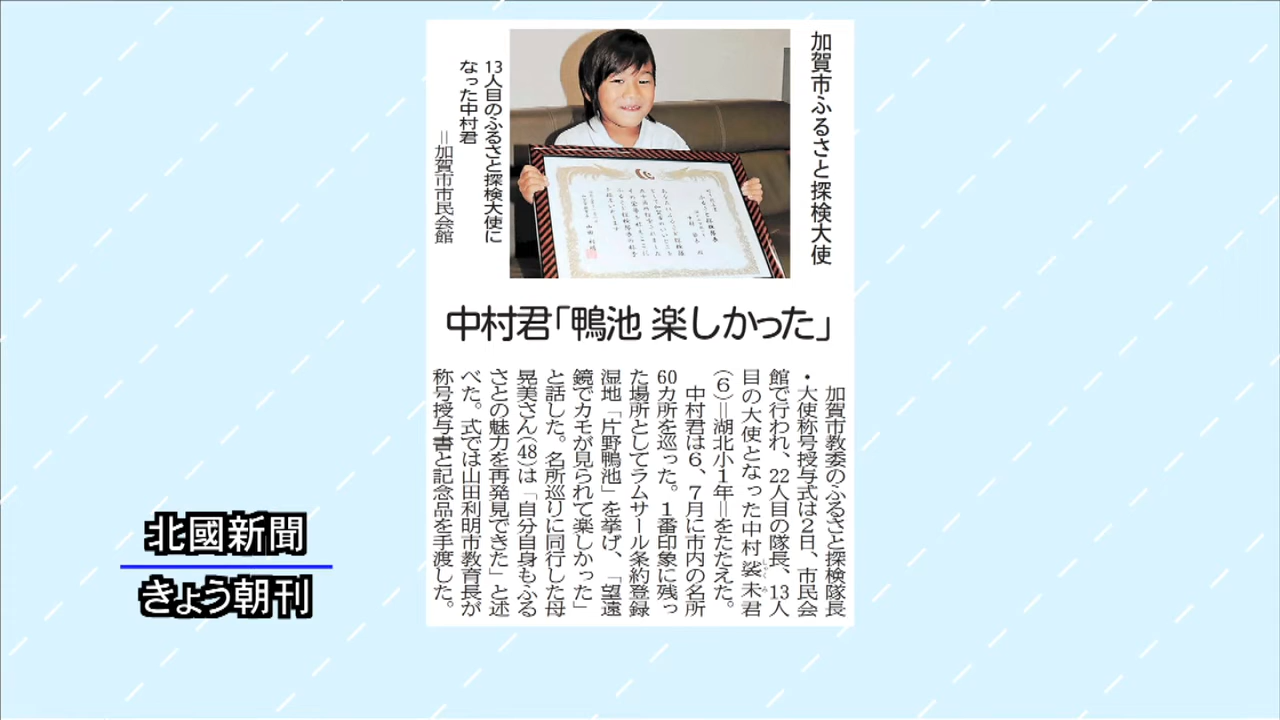 加賀市ふるさと探検大使
13人目のふるさと探検大使に
なった中村君
=加賀市市民会館
中村君「鴨池 楽しかった」
加賀市教委のふるさと探検隊長
・大使称号授与式は2日、市民会
館で行われ、22人目の隊長、13人
目の大使となった中村裟未君
(6)=湖北小1年=をたたえた。
中村君は6、7月に市内の名所
60カ所を巡った。1番印象に残っ
た場所としてラムサール条約登録
湿地「片野鴨池」を挙げ、「望遠
鏡でカモが見られて楽しかった」
と話した。名所巡りに同行した母
晃美さん(48)は「自分自身もふる
さとの魅力を再発見できた」と述
べた。式では山田利明市教育長が
称号授与書と記念品を手渡した。
北國新聞
きょう朝刊